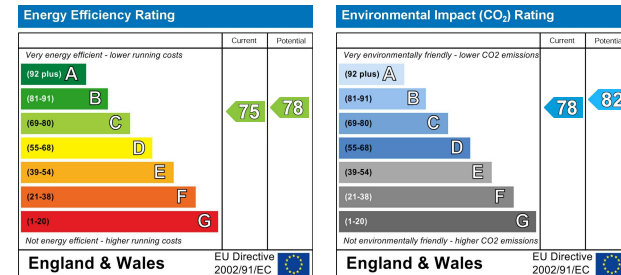 Energy Efficiency Rating
Current Potential
Very energy efficient - lower running costs
(92 plus) A
(81-91) B
(69-80) C
(55-68) D
(39-54) E
(21-38) F
(1-20) G
75 78
Not energy efficient - higher running costs
England & Wales
EU Directive
2002/91/EC
Environmental Impact (CO₂) Rating
Current Potential
Very environmentally friendly - lower CO2 emissions
(92 plus) A
(81-91) B
(69-80) C
(55-68) D
(39-54) E
(21-38) F
(1-20) G
78 82
Not environmentally friendly - higher CO2 emissions
England & Wales
EU Directive
2002/91/EC